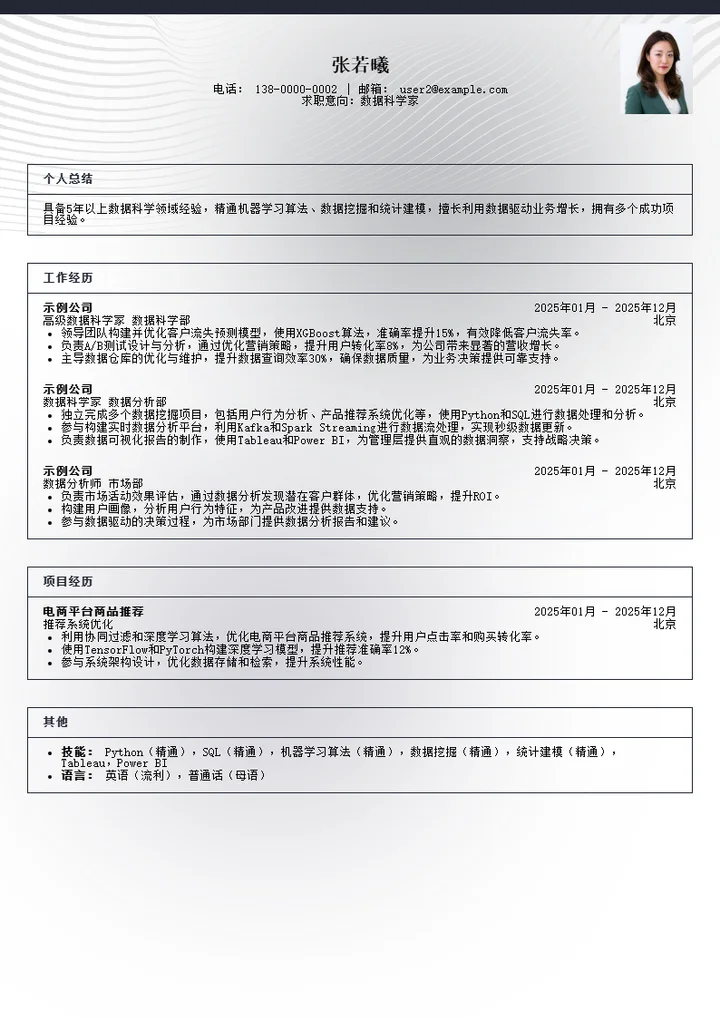 张若曦
电话： 138-0000-0002 | 邮箱： user2@example.com
求职意向：数据科学家
个人总结
具备5年以上数据科学领域经验，精通机器学习算法、数据挖掘和统计建模，擅长利用数据驱动业务增长，拥有多个成功项
目经验。
工作经历
示例公司 2025年01月 - 2025年12月
高级数据科学家 数据科学部 北京
• 领导团队构建并优化客户流失预测模型，使用XGBoost算法，准确率提升15%，有效降低客户流失率。
• 负责A/B测试设计与分析，通过优化营销策略，提升用户转化率8%，为公司带来显著的营收增长。
• 主导数据仓库的优化与维护，提升数据查询效率30%，确保数据质量，为业务决策提供可靠支持。
示例公司 2025年01月 - 2025年12月
数据科学家 数据分析部 北京
• 独立完成多个数据挖掘项目，包括用户行为分析、产品推荐系统优化等，使用Python和SQL进行数据处理和分析。
• 参与构建实时数据分析平台，利用Kafka和Spark Streaming进行数据流处理，实现秒级数据更新。
• 负责数据可视化报告的制作，使用Tableau和Power BI，为管理层提供直观的数据洞察，支持战略决策。
示例公司 2025年01月 - 2025年12月
数据分析师 市场部 北京
• 负责市场活动效果评估，通过数据分析发现潜在客户群体，优化营销策略，提升ROI。
• 构建用户画像，分析用户行为特征，为产品改进提供数据支持。
• 参与数据驱动的决策过程，为市场部门提供数据分析报告和建议。
项目经历
电商平台商品推荐 2025年01月 - 2025年12月
推荐系统优化 北京
• 利用协同过滤和深度学习算法，优化电商平台商品推荐系统，提升用户点击率和购买转化率。
• 使用TensorFlow和PyTorch构建深度学习模型，提升推荐准确率12%。
• 参与系统架构设计，优化数据存储和检索，提升系统性能。
其他
• 技能： Python（精通），SQL（精通），机器学习算法（精通），数据挖掘（精通），统计建模（精通），
Tableau，Power BI
• 语言： 英语（流利），普通话（母语）